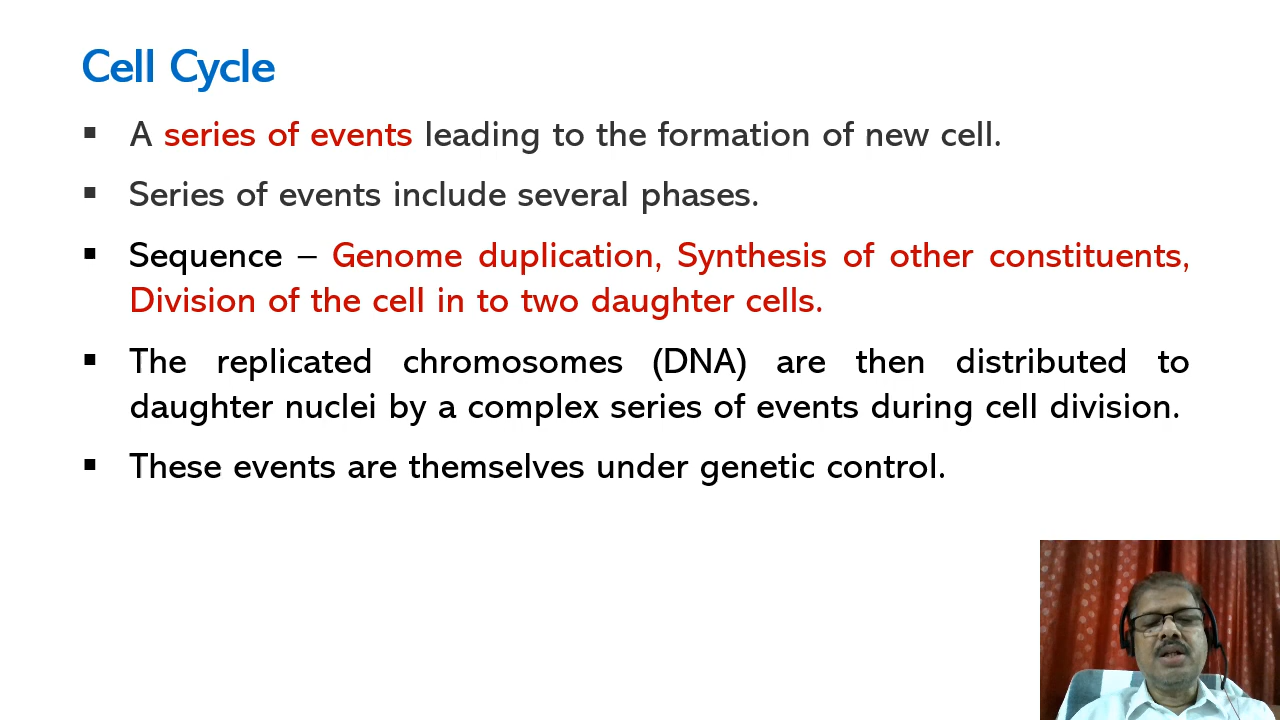 Cell Cycle
▪ A series of events leading to the formation of new cell.
▪ Series of events include several phases.
▪ Sequence – Genome duplication, Synthesis of other constituents,
Division of the cell in to two daughter cells.
▪ The replicated chromosomes (DNA) are then distributed to
daughter nuclei by a complex series of events during cell division.
▪ These events are themselves under genetic control.